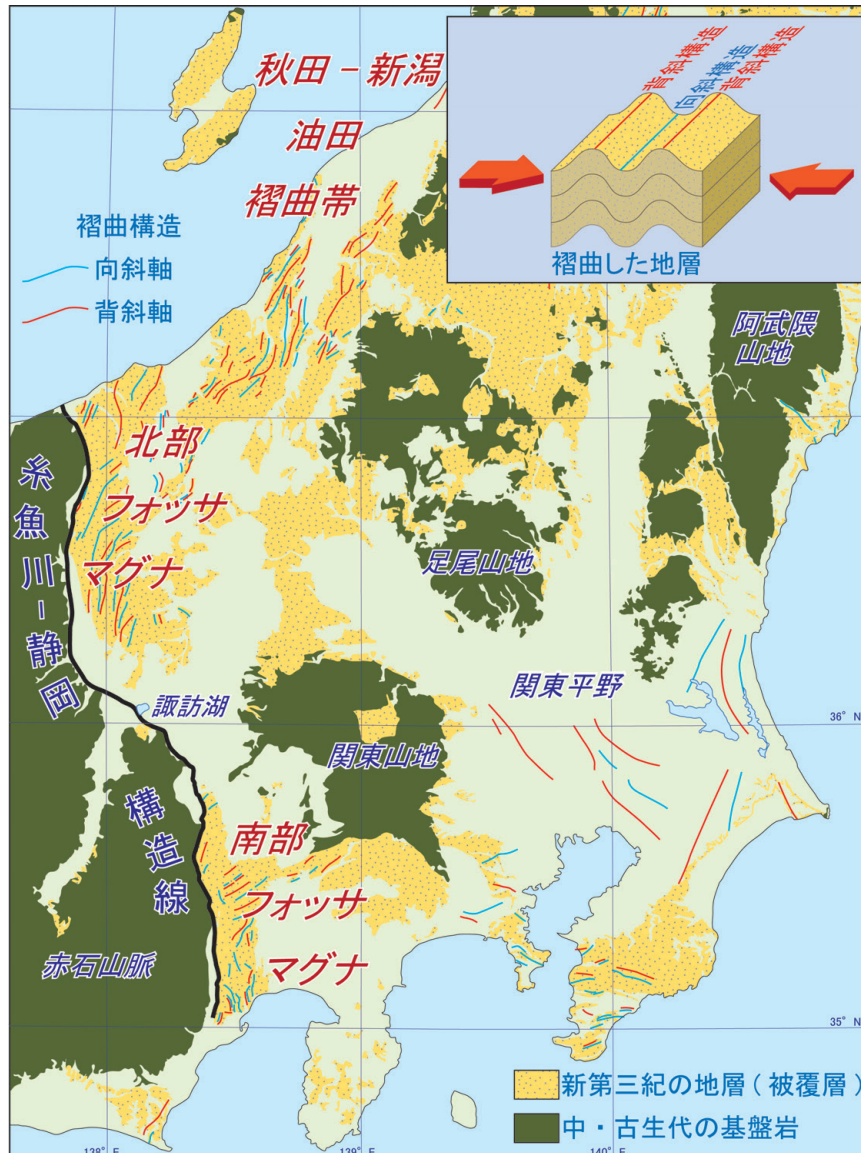 秋田－新潟
油田
褶曲帯
背斜構造
向斜構造
背斜構造
褶曲した地層
褶曲構造
向斜軸
背斜軸
阿武隈
山地
北部
フォッサ
マグナ
糸魚川－静岡
構造線
足尾山地
諏訪湖
関東平野
関東山地
36° N
南部
フォッサ
マグナ
赤石山脈
35° N
新第三紀の地層（被覆層）
中・古生代の基盤岩
138° E
139° E
140° E